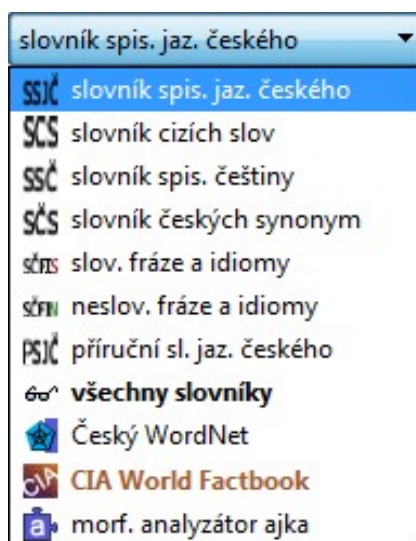 slovník spis. jaz. českého
SSJČ slovník spis. jaz. českého
SCS slovník cizích slov
SSČ slovník spis. češtiny
SČS slovník českých synonym
SČFIS slov. fráze a idiomy
SČFIN neslov. fráze a idiomy
PSJČ příruční sl. jaz. českého
všechny slovníky
Český WordNet
CIA CIA World Factbook
a morf. analyzátor ajka